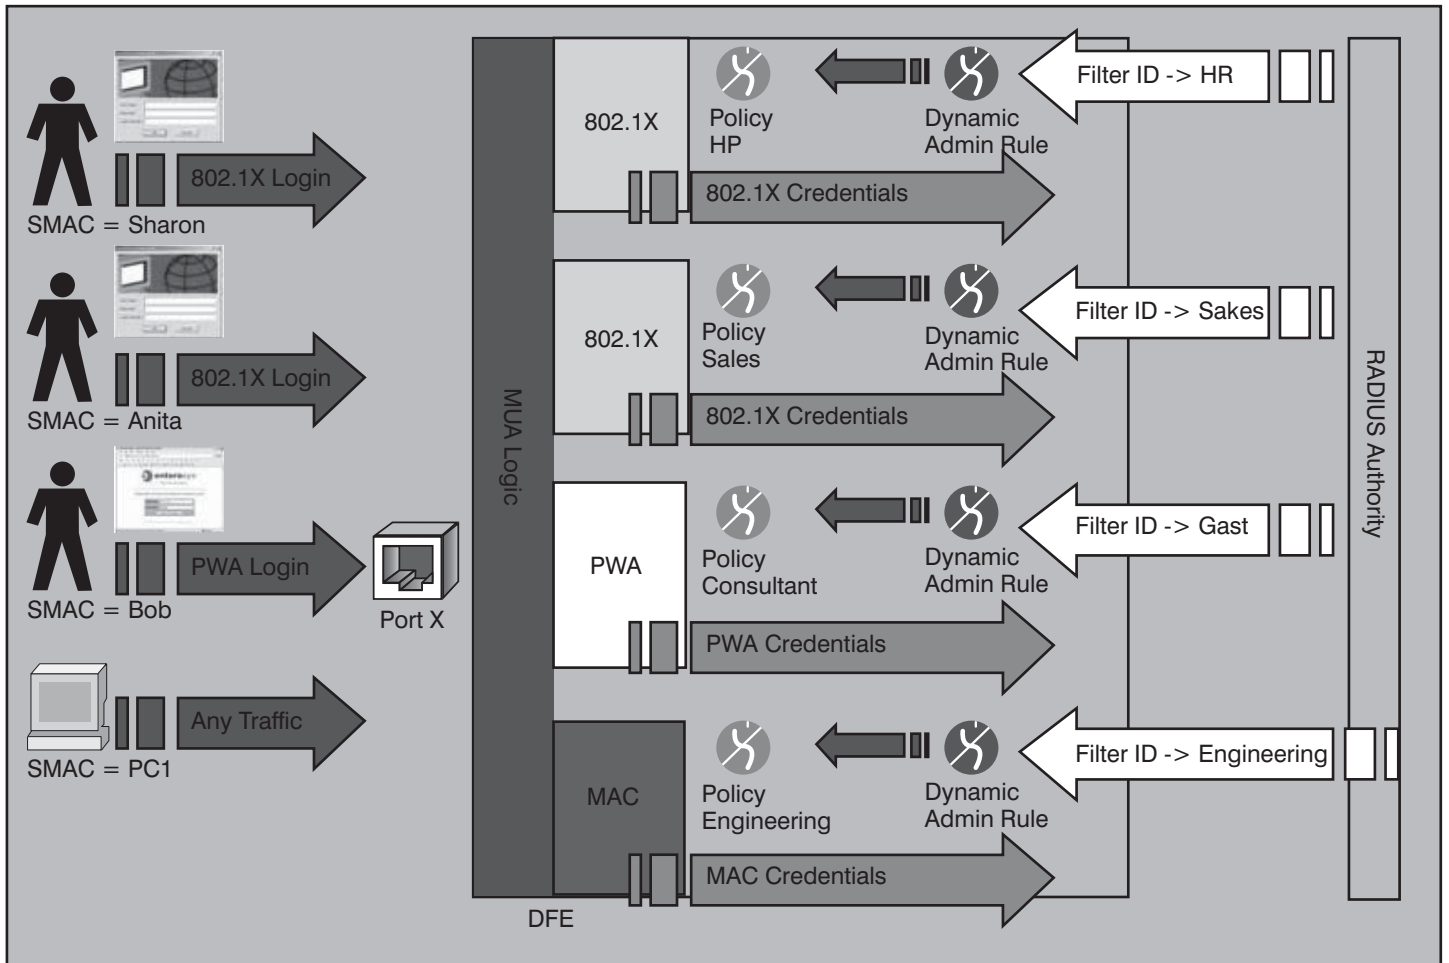 802.1X Login
SMAC = Sharon
802.1X Login
SMAC = Anita
enterasys
PWA Login
SMAC = Bob
Port X
Any Traffic
SMAC = PC1
MUA Logic
DFE
802.1X
Policy
HP
Dynamic
Admin Rule
Filter ID -> HR
802.1X Credentials
802.1X
Policy
Sales
Dynamic
Admin Rule
Filter ID -> Sakes
802.1X Credentials
PWA
Policy
Consultant
Dynamic
Admin Rule
Filter ID -> Gast
PWA Credentials
MAC
Policy
Engineering
Dynamic
Admin Rule
Filter ID -> Engineering
MAC Credentials
RADIUS Authority